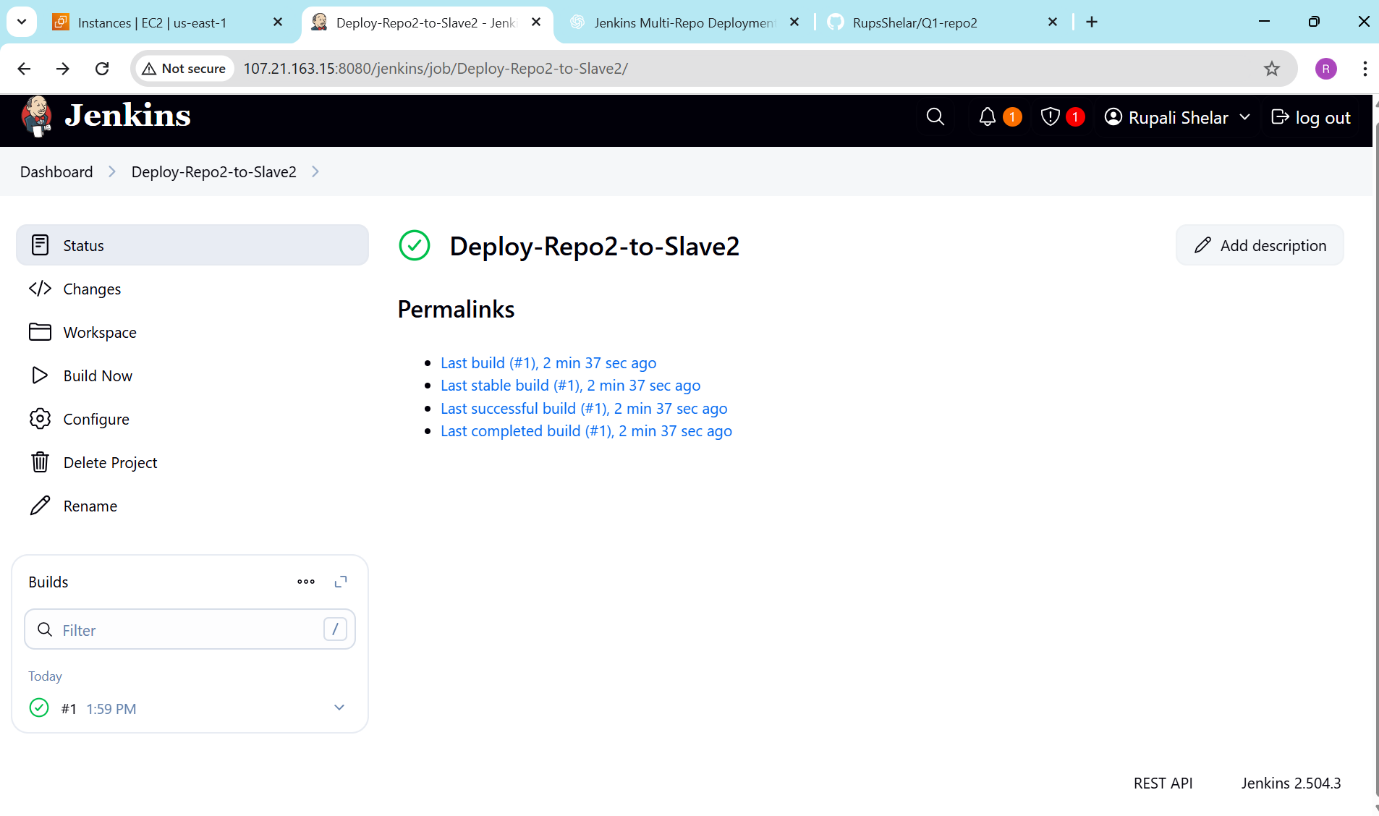 Instances | EC2 | us-east-1
Deploy-Repo2-to-Slave2 - Jenk
Jenkins Multi-Repo Deploymen
RupsShelar/Q1-repo2
Not secure
107.21.163.15:8080/jenkins/job/Deploy-Repo2-to-Slave2/
R
Jenkins
1
1
Rupali Shelar
log out
Dashboard
Deploy-Repo2-to-Slave2
Status
Changes
Workspace
Build Now
Configure
Delete Project
Rename
Deploy-Repo2-to-Slave2
Add description
Permalinks
Last build (#1), 2 min 37 sec ago
Last stable build (#1), 2 min 37 sec ago
Last successful build (#1), 2 min 37 sec ago
Last completed build (#1), 2 min 37 sec ago
Builds
Filter
/
Today
#1 1:59 PM
REST API
Jenkins 2.504.3